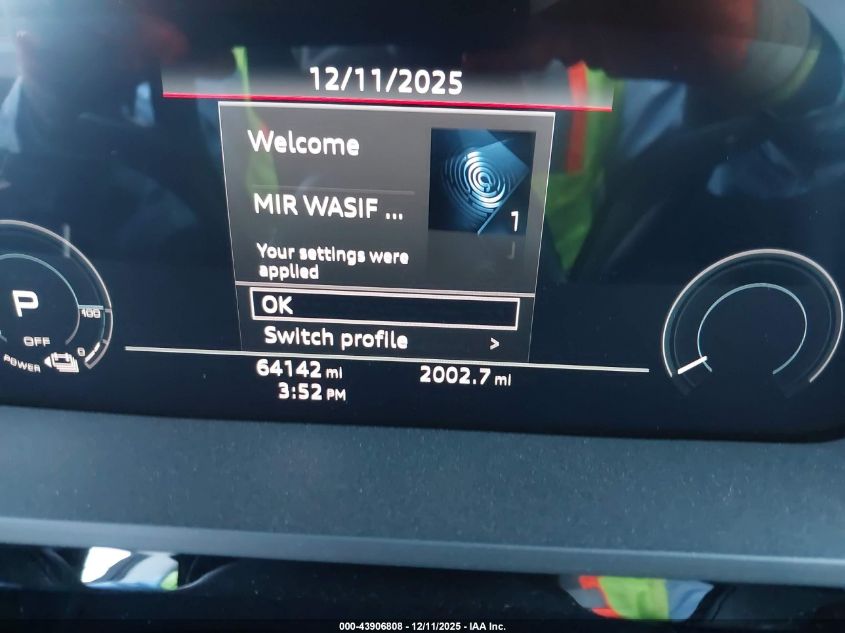 12/11/2025
Welcome
MIR WASIF ...
1
Your settings were
applied
OK
Switch profile >
P
OFF
POWER
100
0
64142 mi
2002.7 mi
3:52 PM
000-43906808 - 12/11/2025 - IAA Inc.